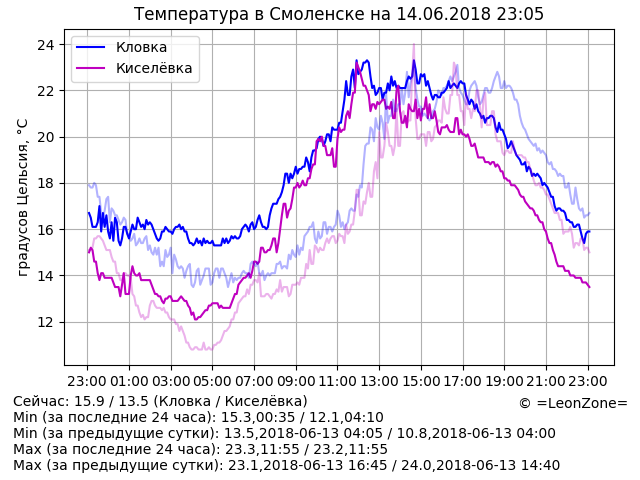 Температура в Смоленске на 14.06.2018 23:05
Кловка
Киселёвка
градусов Цельсия, °C
24
22
20
18
16
14
12
23:00 01:00 03:00 05:00 07:00 09:00 11:00 13:00 15:00 17:00 19:00 21:00 23:00
Сейчас: 15.9 / 13.5 (Кловка / Киселёвка)
© =LeonZone=
Min (за последние 24 часа): 15.3,00:35 / 12.1,04:10
Min (за предыдущие сутки): 13.5,2018-06-13 04:05 / 10.8,2018-06-13 04:00
Max (за последние 24 часа): 23.3,11:55 / 23.2,11:55
Max (за предыдущие сутки): 23.1,2018-06-13 16:45 / 24.0,2018-06-13 14:40